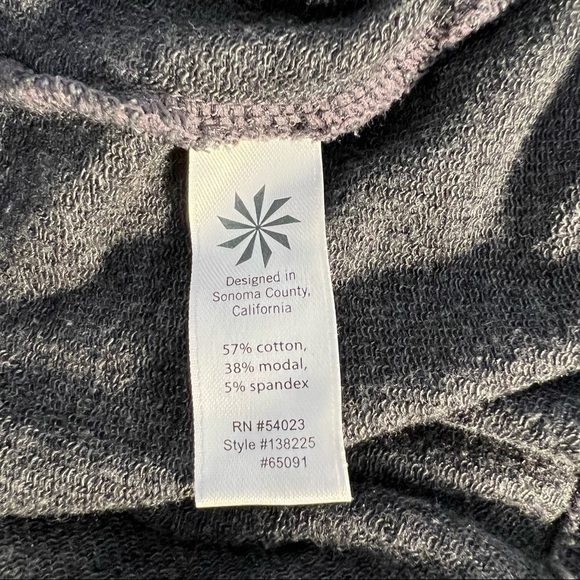 Designed in
Sonoma County,
California
57% cotton,
38% modal,
5% spandex
RN #54023
Style #138225
#65091